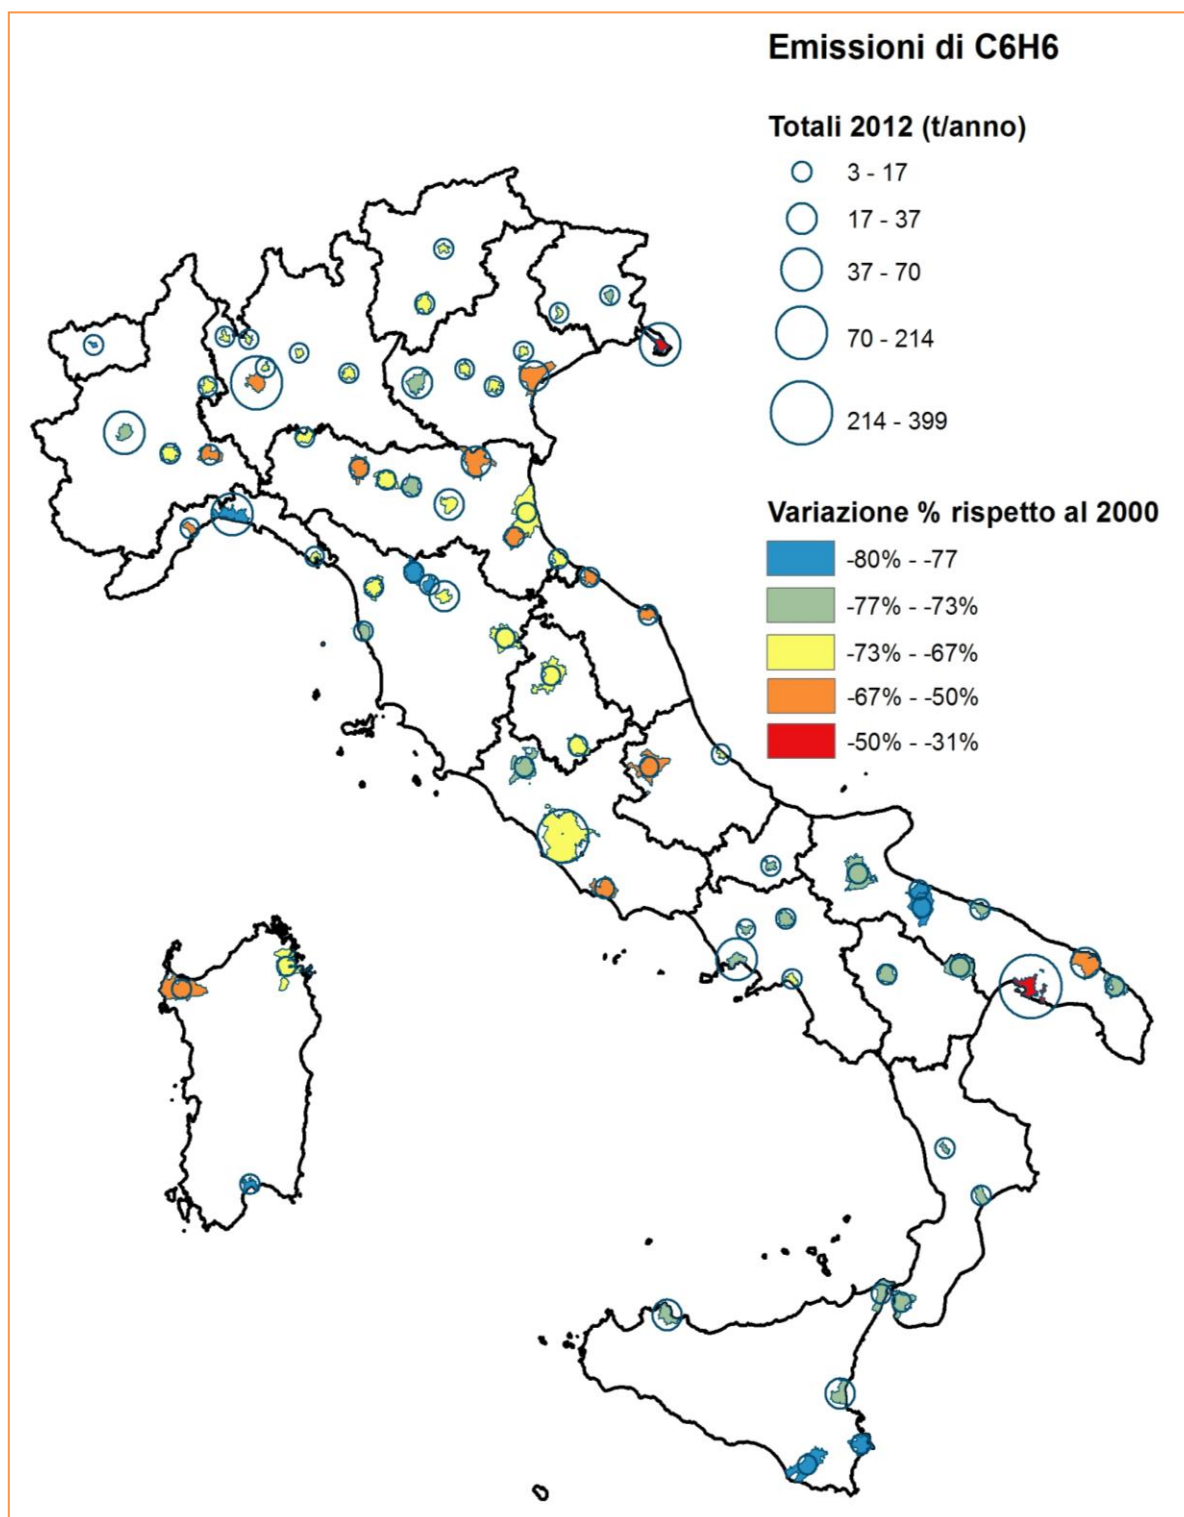 Emissioni di C6H6
Totali 2012 (t/anno)
3 - 17
17 - 37
37 - 70
70 - 214
214 - 399
Variazione % rispetto al 2000
-80% - -77
-77% - -73%
-73% - -67%
-67% - -50%
-50% - -31%